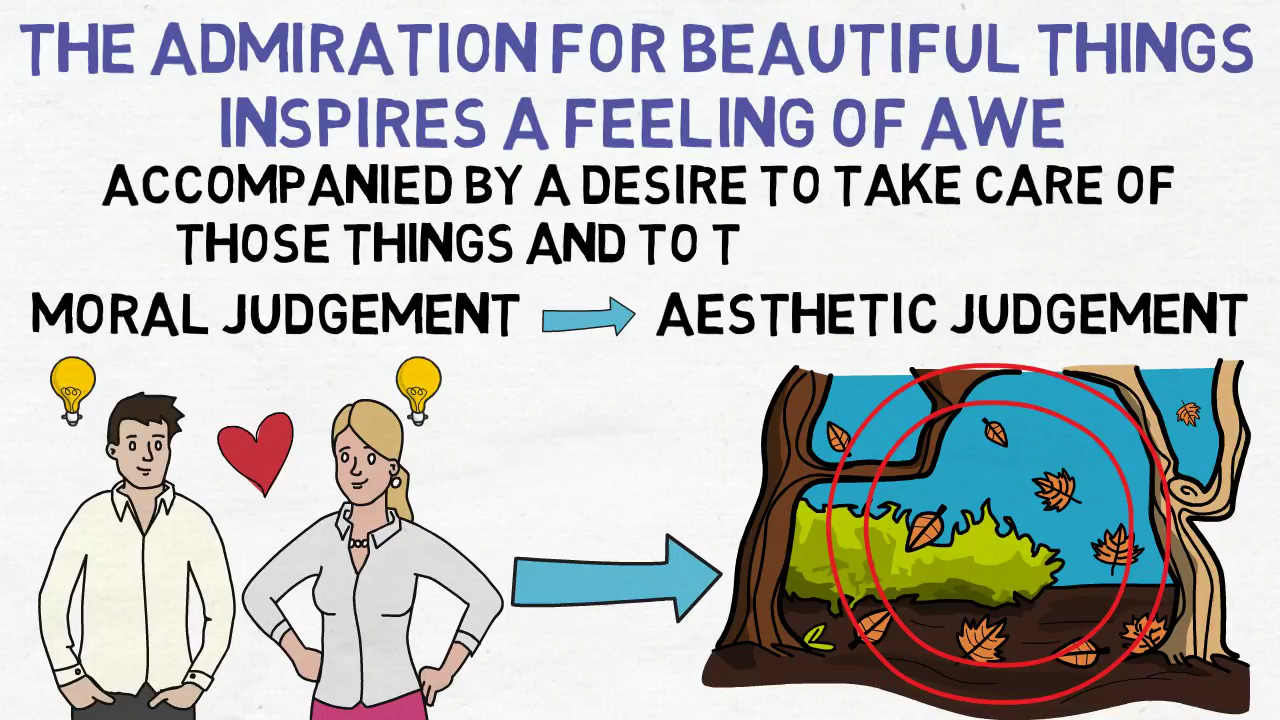 THE ADMIRATION FOR BEAUTIFUL THINGS
INSPIRES A FEELING OF AWE
ACCOMPANIED BY A DESIRE TO TAKE CARE OF
THOSE THINGS AND TO T
MORAL JUDGEMENT
AESTHETIC JUDGEMENT